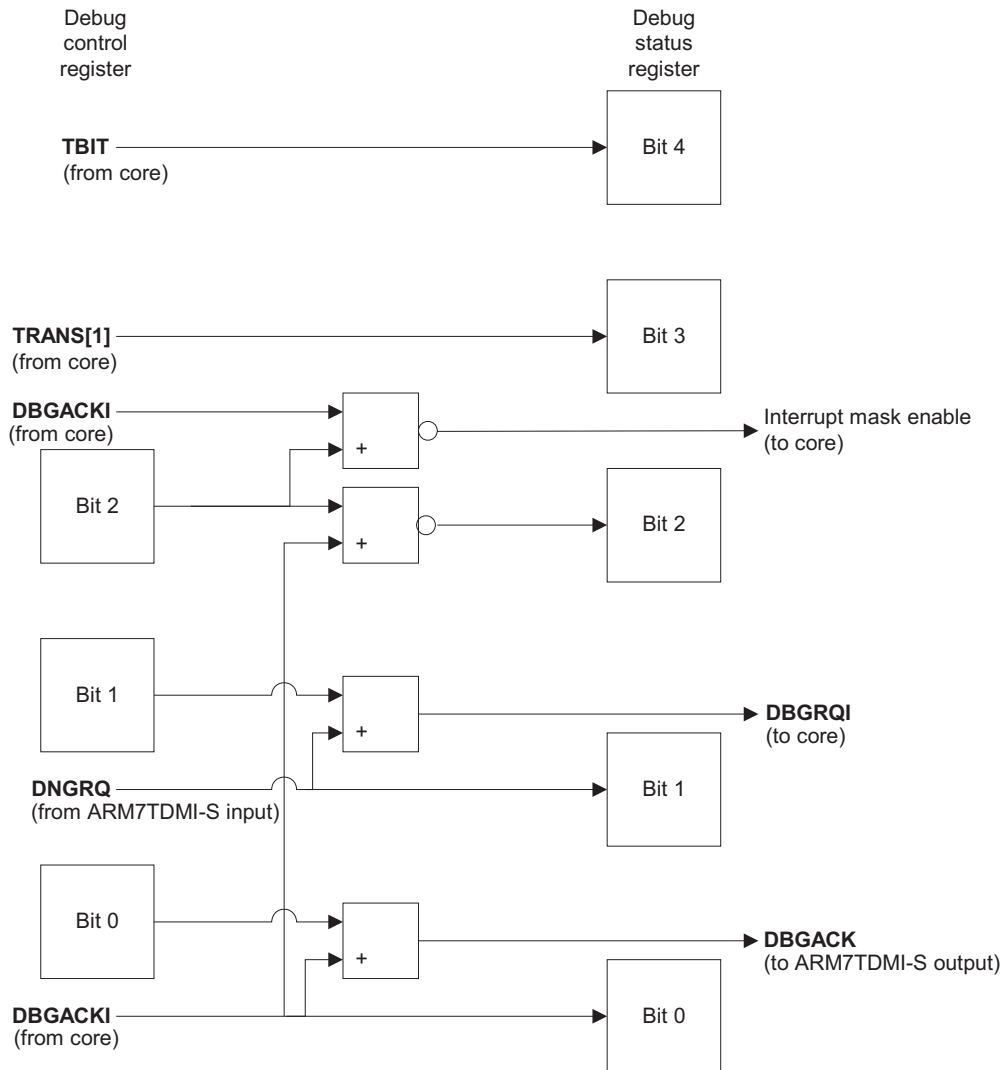 Debug
control
register
Debug
status
register
TBIT
(from core)
Bit 4
TRANS[1]
(from core)
Bit 3
DBGACKI
(from core)
+
Interrupt mask enable
(to core)
Bit 2
+
Bit 2
Bit 1
+
DBGRQI
(to core)
DNGRQ
(from ARM7TDMI-S input)
Bit 1
Bit 0
+
DBGACK
(to ARM7TDMI-S output)
DBGACKI
(from core)
Bit 0